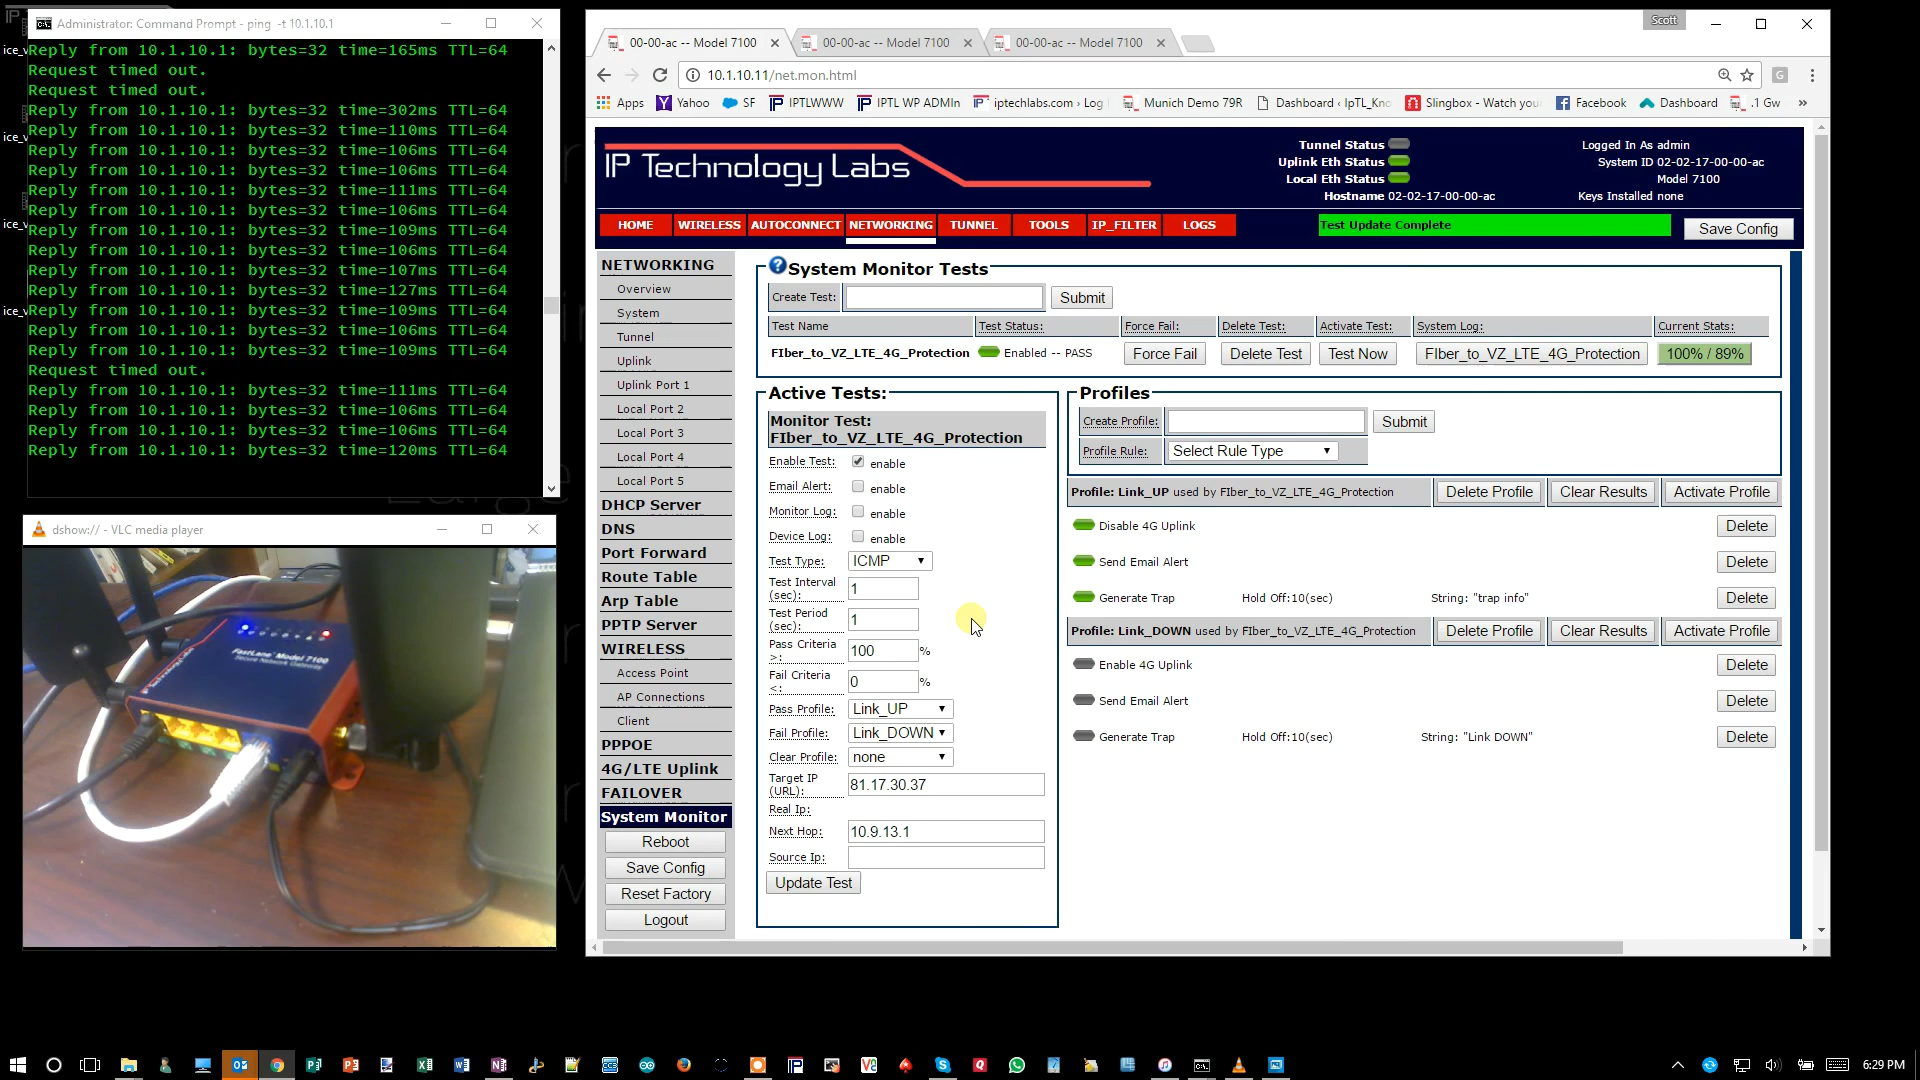 Administrator: Command Prompt - ping -t 10.1.10.1
Reply from 10.1.10.1: bytes=32 time=165ms TTL=64
Request timed out.
Request timed out.
Reply from 10.1.10.1: bytes=32 time=302ms TTL=64
Reply from 10.1.10.1: bytes=32 time=110ms TTL=64
Reply from 10.1.10.1: bytes=32 time=106ms TTL=64
Reply from 10.1.10.1: bytes=32 time=106ms TTL=64
Reply from 10.1.10.1: bytes=32 time=111ms TTL=64
Reply from 10.1.10.1: bytes=32 time=106ms TTL=64
Reply from 10.1.10.1: bytes=32 time=109ms TTL=64
Reply from 10.1.10.1: bytes=32 time=106ms TTL=64
Reply from 10.1.10.1: bytes=32 time=107ms TTL=64
Reply from 10.1.10.1: bytes=32 time=127ms TTL=64
Reply from 10.1.10.1: bytes=32 time=109ms TTL=64
Reply from 10.1.10.1: bytes=32 time=106ms TTL=64
Reply from 10.1.10.1: bytes=32 time=109ms TTL=64
Request timed out.
Reply from 10.1.10.1: bytes=32 time=111ms TTL=64
Reply from 10.1.10.1: bytes=32 time=106ms TTL=64
Reply from 10.1.10.1: bytes=32 time=106ms TTL=64
Reply from 10.1.10.1: bytes=32 time=120ms TTL=64
ice_v
ice_v
ice_v
ice_v
dshow:// - VLC media player
FastLane Model 7100
Secure Network Gateway
Scott
00-00-ac -- Model 7100
00-00-ac -- Model 7100
00-00-ac -- Model 7100
10.1.10.11/net.mon.html
Apps Yahoo SF IPTLWWW IPTL WP ADMIn iptechlabs.com › Log Munich Demo 79R Dashboard ‹ IpTL_Kno Slingbox - Watch you Facebook Dashboard .1 Gw »
IP Technology Labs
Tunnel Status
Uplink Eth Status
Local Eth Status
Hostname 02-02-17-00-00-ac
Logged In As admin
System ID 02-02-17-00-00-ac
Model 7100
Keys Installed none
HOME WIRELESS AUTOCONNECT NETWORKING TUNNEL TOOLS IP_FILTER LOGS
Test Update Complete
Save Config
NETWORKING
Overview
System
Tunnel
Uplink
Uplink Port 1
Local Port 2
Local Port 3
Local Port 4
Local Port 5
DHCP Server
DNS
Port Forward
Route Table
Arp Table
PPTP Server
WIRELESS
Access Point
AP Connections
Client
PPPOE
4G/LTE Uplink
FAILOVER
System Monitor
Reboot
Save Config
Reset Factory
Logout
System Monitor Tests
Create Test: Submit
Test Name Test Status: Force Fail: Delete Test: Activate Test: System Log: Current Stats:
FIber_to_VZ_LTE_4G_Protection Enabled -- PASS Force Fail Delete Test Test Now FIber_to_VZ_LTE_4G_Protection 100% / 89%
Active Tests:
Monitor Test:
FIber_to_VZ_LTE_4G_Protection
Enable Test: enable
Email Alert: enable
Monitor Log: enable
Device Log: enable
Test Type: ICMP
Test Interval
(sec): 1
Test Period
(sec): 1
Pass Criteria
>: 100 %
Fail Criteria
<: 0 %
Pass Profile: Link_UP
Fail Profile: Link_DOWN
Clear Profile: none
Target IP
(URL): 81.17.30.37
Real Ip:
Next Hop: 10.9.13.1
Source Ip:
Update Test
Profiles
Create Profile: Submit
Profile Rule: Select Rule Type
Profile: Link_UP used by FIber_to_VZ_LTE_4G_Protection Delete Profile Clear Results Activate Profile
Disable 4G Uplink Delete
Send Email Alert Delete
Generate Trap Hold Off:10(sec) String: "trap info" Delete
Profile: Link_DOWN used by FIber_to_VZ_LTE_4G_Protection Delete Profile Clear Results Activate Profile
Enable 4G Uplink Delete
Send Email Alert Delete
Generate Trap Hold Off:10(sec) String: "Link DOWN" Delete
6:29 PM